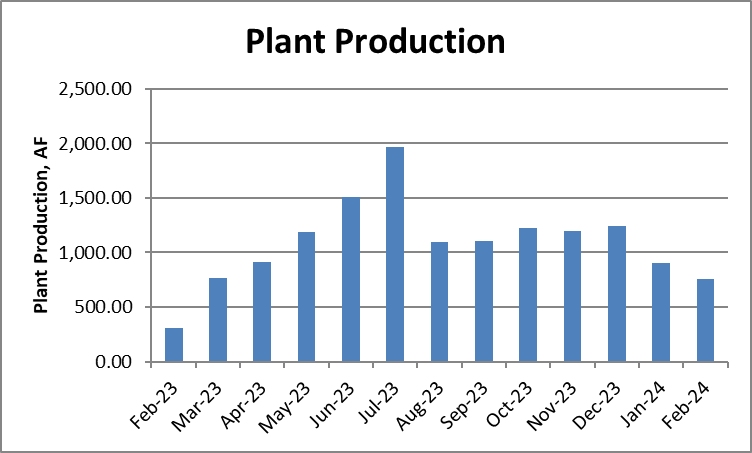 Plant Production
Plant Production, AF
2,500.00
2,000.00
1,500.00
1,000.00
500.00
0.00
Feb-23
Mar-23
Apr-23
May-23
Jun-23
Jul-23
Aug-23
Sep-23
Oct-23
Nov-23
Dec-23
Jan-24
Feb-24